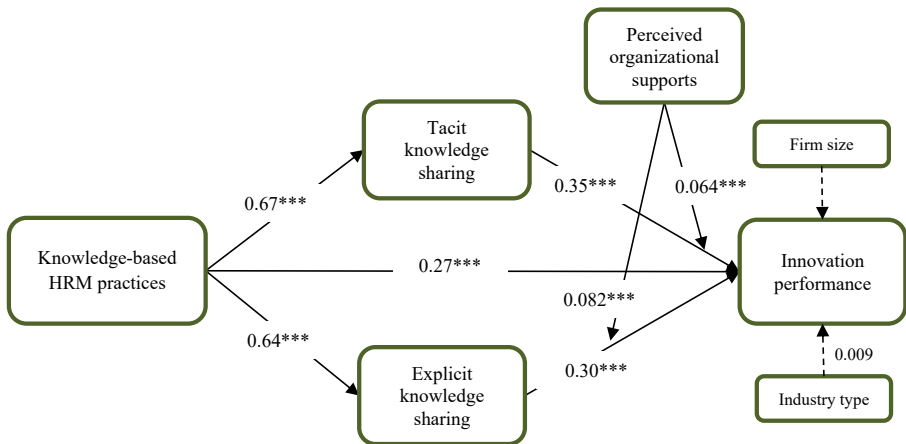 Perceived
organizational
supports
Tacit
knowledge
sharing
Firm size
0.67***
0.35***
0.064***
Knowledge-based
HRM practices
0.27***
Innovation
performance
0.082***
0.64***
0.30***
0.009
Explicit
knowledge
sharing
Industry type